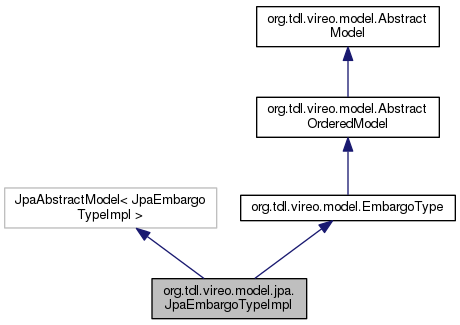 org.tdl.vireo.model.Abstract
Model
org.tdl.vireo.model.Abstract
OrderedModel
JpaAbstractModel< JpaEmbargo
TypeImpl >
org.tdl.vireo.model.EmbargoType
org.tdl.vireo.model.jpa.
JpaEmbargoTypeImpl